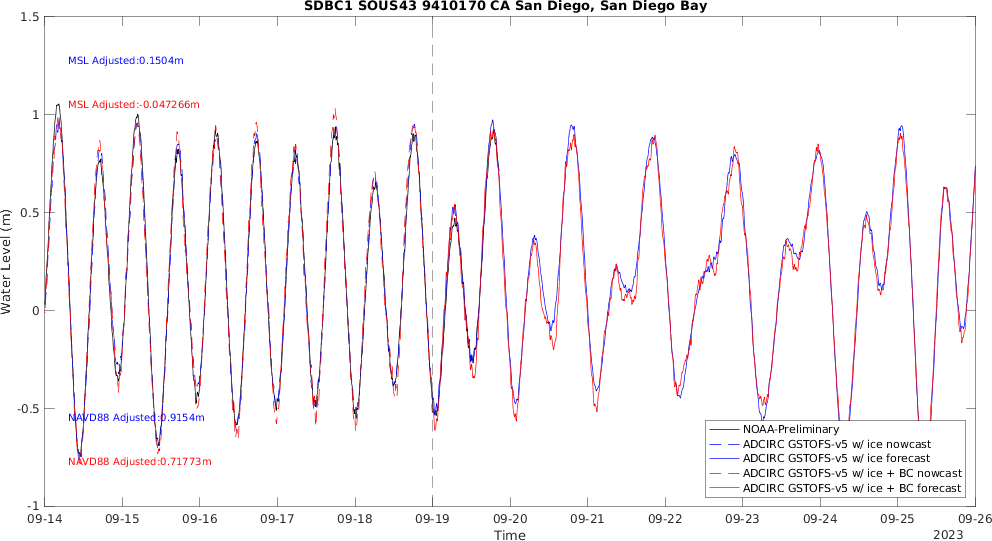 SDBC1 SOUS43 9410170 CA San Diego, San Diego Bay
1.5
MSL Adjusted:0.1504m
MSL Adjusted:-0.047266m
1
0.5
Water Level (m)
0
-0.5
NAVD88 Adjusted:0.9154m
NAVD88 Adjusted:0.71773m
-1
NOAA-Preliminary
ADCIRC GSTOFS-v5 w/ ice nowcast
ADCIRC GSTOFS-v5 w/ ice forecast
ADCIRC GSTOFS-v5 w/ ice + BC nowcast
ADCIRC GSTOFS-v5 w/ ice + BC forecast
09-14 09-15 09-16 09-17 09-18 09-19 09-20 09-21 09-22 09-23 09-24 09-25 09-26
Time
2023